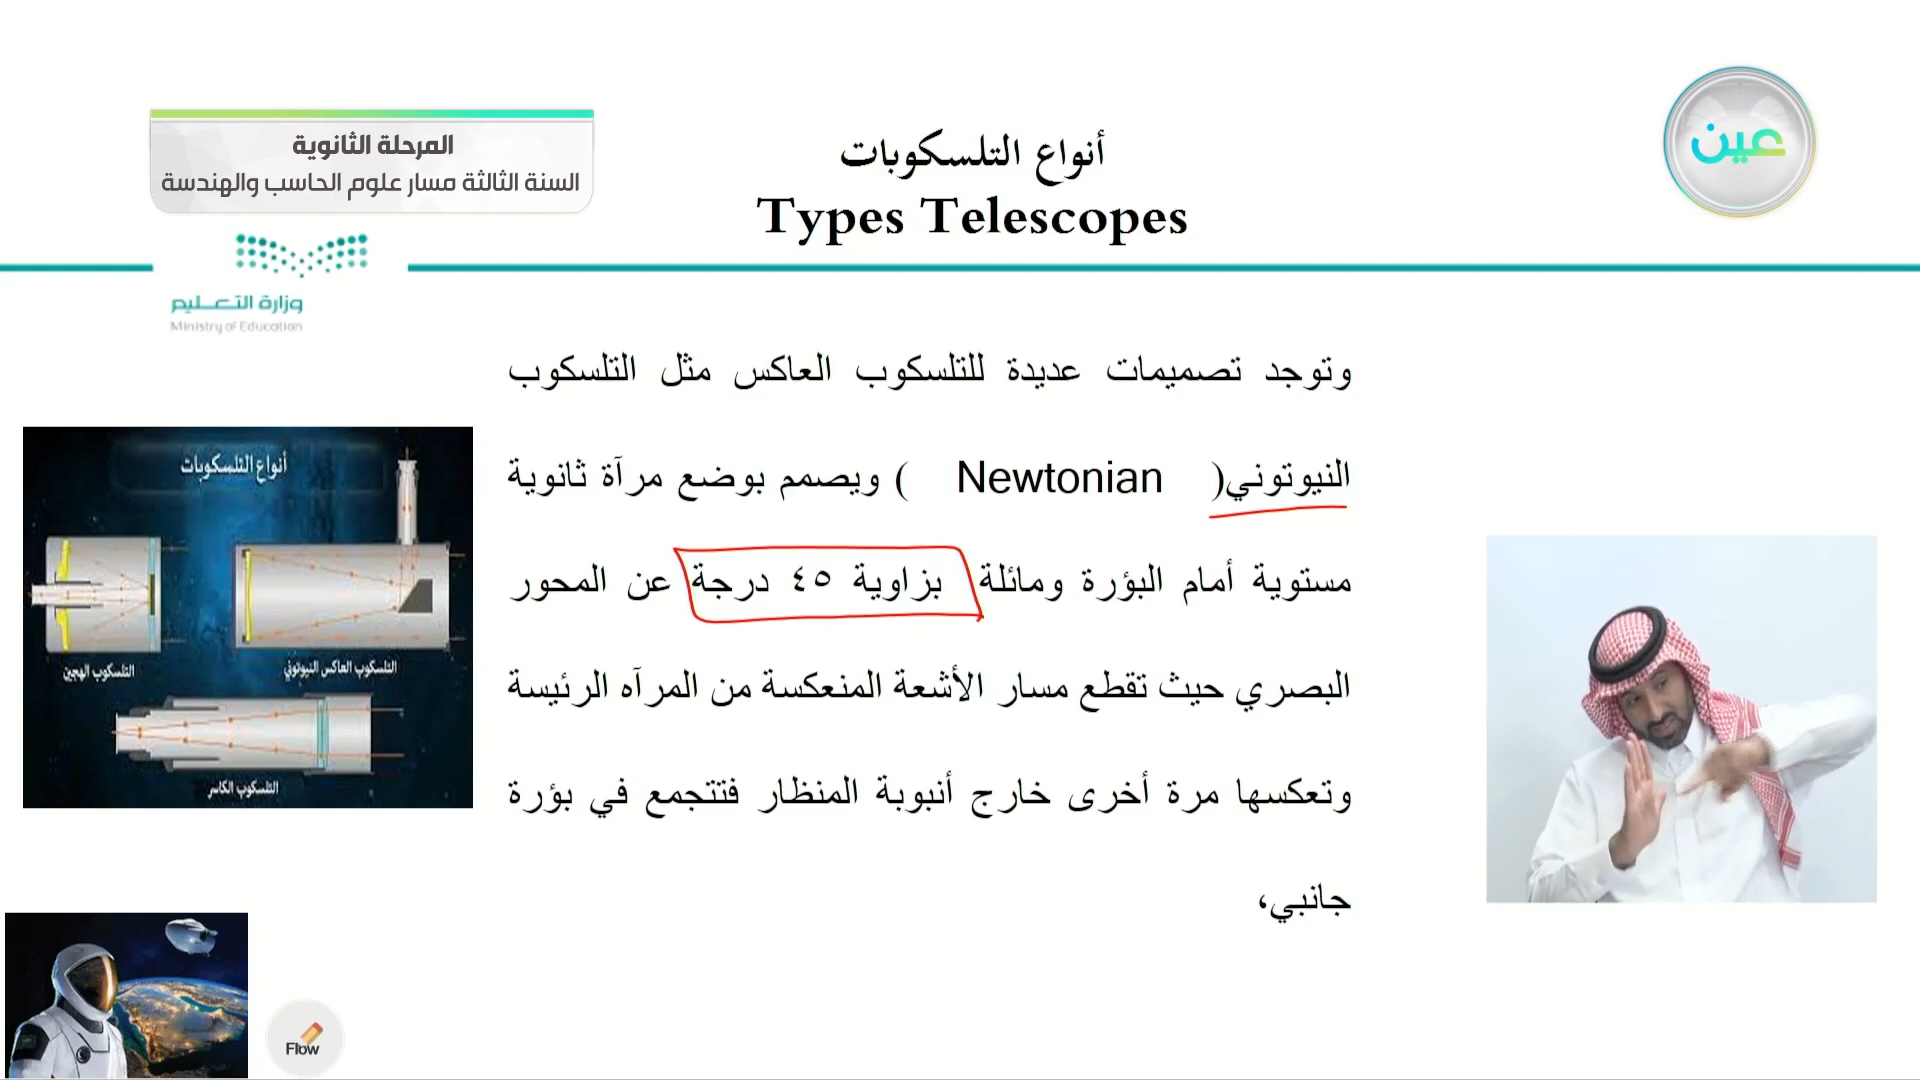 المرحلة الثانوية
السنة الثالثة مسار علوم الحاسب والهندسة
أنواع التلسكوبات
Types Telescopes
عين
وزارة التعليم
Ministry of Education
وتوجد تصميمات عديدة للتلسكوب العاكس مثل التلسكوب
النيوتوني( Newtonian ) ويصمم بوضع مرآة ثانوية
مستوية أمام البؤرة ومائلة بزاوية ٤٥ درجة عن المحور
البصري حيث تقطع مسار الأشعة المنعكسة من المرآه الرئيسة
وتعكسها مرة أخرى خارج أنبوبة المنظار فتتجمع في بؤرة
جانبي،
أنواع التلسكوبات
التلسكوب العاكس النيوتوني
التلسكوب الهجين
التلسكوب الكاسر
Flow